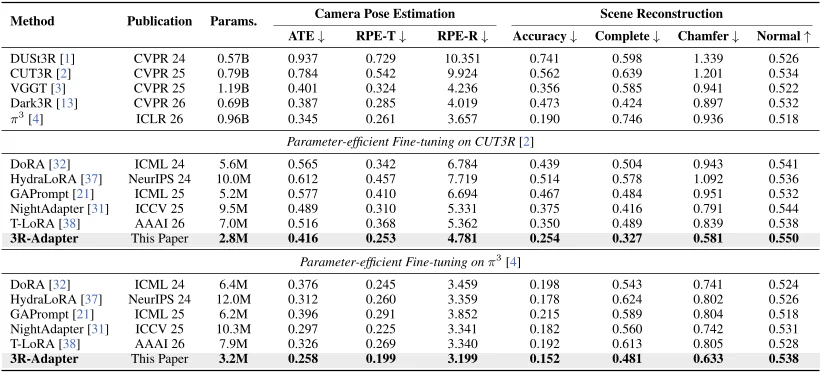 Method Publication Params. Camera Pose Estimation Scene Reconstruction
ATE ↓ RPE-T ↓ RPE-R ↓ Accuracy ↓ Complete ↓ Chamfer ↓ Normal ↑
DUSt3R [1] CVPR 24 0.57B 0.937 0.729 10.351 0.741 0.598 1.339 0.526
CUT3R [2] CVPR 25 0.79B 0.784 0.542 9.924 0.562 0.639 1.201 0.534
VGGT [3] CVPR 25 1.19B 0.401 0.324 4.236 0.356 0.585 0.941 0.522
Dark3R [13] CVPR 26 0.69B 0.387 0.285 4.019 0.473 0.424 0.897 0.532
π³ [4] ICLR 26 0.96B 0.345 0.261 3.657 0.190 0.746 0.936 0.518
Parameter-efficient Fine-tuning on CUT3R [2]
DoRA [32] ICML 24 5.6M 0.565 0.342 6.784 0.439 0.504 0.943 0.541
HydraLoRA [37] NeurIPS 24 10.0M 0.612 0.457 7.719 0.514 0.578 1.092 0.536
GAPrompt [21] ICML 25 5.2M 0.577 0.410 6.694 0.467 0.484 0.951 0.532
NightAdapter [31] ICCV 25 9.5M 0.489 0.310 5.331 0.375 0.416 0.791 0.544
T-LoRA [38] AAAI 26 7.0M 0.516 0.368 5.362 0.350 0.489 0.839 0.538
3R-Adapter This Paper 2.8M 0.416 0.253 4.781 0.254 0.327 0.581 0.550
Parameter-efficient Fine-tuning on π³ [4]
DoRA [32] ICML 24 6.4M 0.376 0.245 3.459 0.198 0.543 0.741 0.524
HydraLoRA [37] NeurIPS 24 12.0M 0.312 0.260 3.359 0.178 0.624 0.802 0.526
GAPrompt [21] ICML 25 6.2M 0.396 0.291 3.852 0.215 0.589 0.804 0.518
NightAdapter [31] ICCV 25 10.3M 0.297 0.225 3.341 0.182 0.560 0.742 0.531
T-LoRA [38] AAAI 26 7.9M 0.326 0.269 3.340 0.192 0.613 0.805 0.528
3R-Adapter This Paper 3.2M 0.258 0.199 3.199 0.152 0.481 0.633 0.538